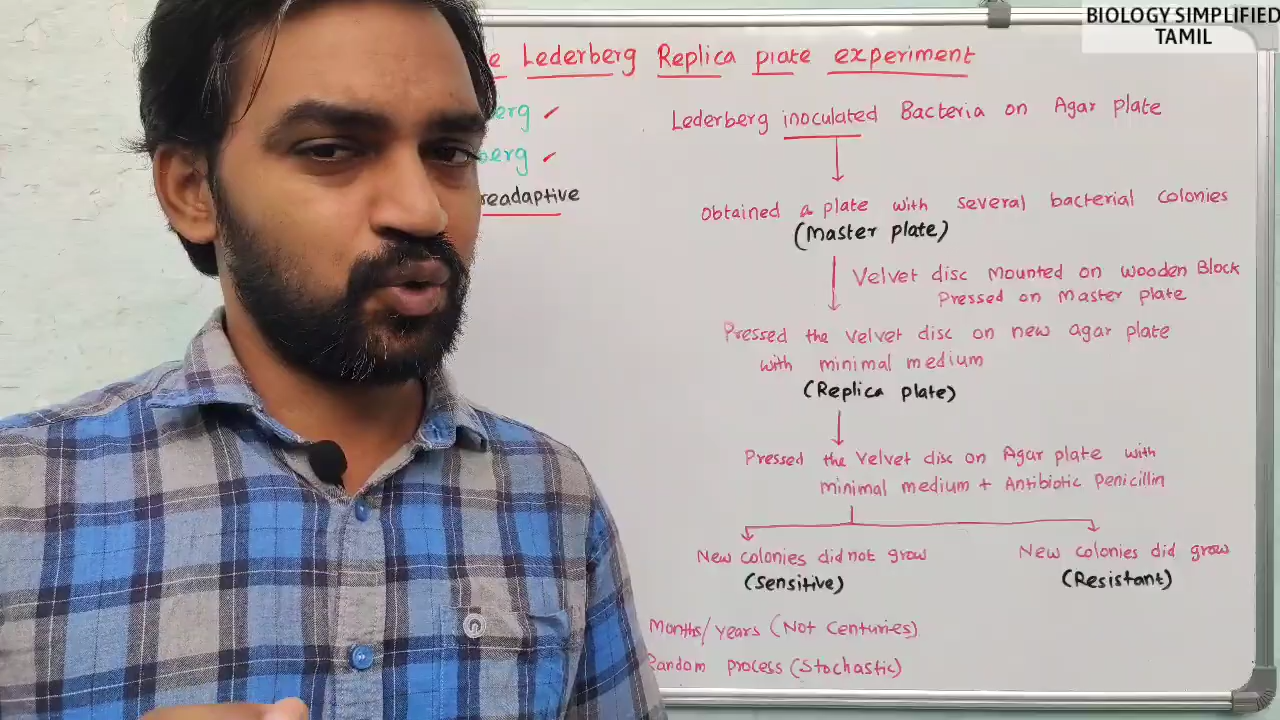 BIOLOGY SIMPLIFIED
TAMIL
Lederberg Replica plate experiment
Lederberg inoculated Bacteria on Agar plate
Obtained a plate with several bacterial colonies
(Master plate)
Velvet disc Mounted on wooden Block
Pressed on Master plate
Pressed the velvet disc on new agar plate
with minimal medium
(Replica plate)
Pressed the velvet disc on Agar plate with
minimal medium + Antibiotic Penicillin
New colonies did not grow
(Sensitive)
New colonies did grow
(Resistant)
Months/years (Not Centuries)
Random process (Stochastic)